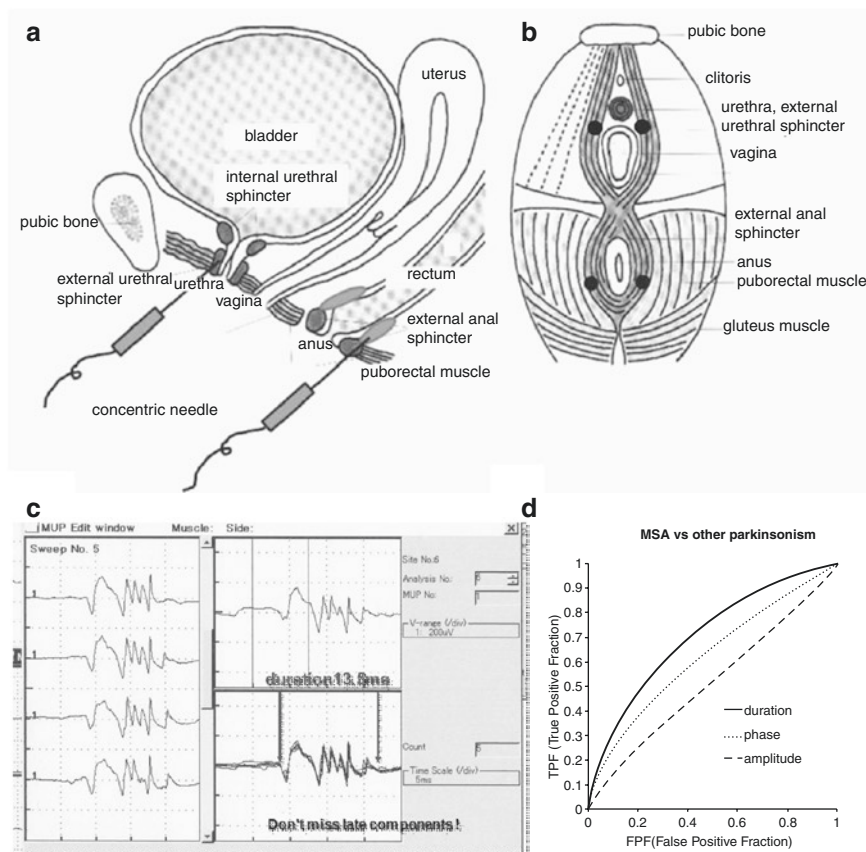 a
uterus
bladder
internal urethral
sphincter
pubic bone
external urethral
sphincter
urethra
vagina
rectum
anus
external anal
sphincter
puborectal muscle
concentric needle
b
pubic bone
clitoris
urethra, external
urethral sphincter
vagina
external anal
sphincter
anus
puborectal muscle
gluteus muscle
c
MUP Edit window Muscle: Side: X
Sweep No. 5
1
1
1
1
Site No:6
Analysis No:
MUP No:
V-range (/div)
1: 200uV
duration13.8ms
Count
Time Scale (/div)
5ms
Don't miss late components!
d
MSA vs other parkinsonism
TPF (True Positive Fraction)
1
0.9
0.8
0.7
0.6
0.5
0.4
0.3
0.2
0.1
0
duration
phase
amplitude
0 0.2 0.4 0.6 0.8 1
FPF(False Positive Fraction)